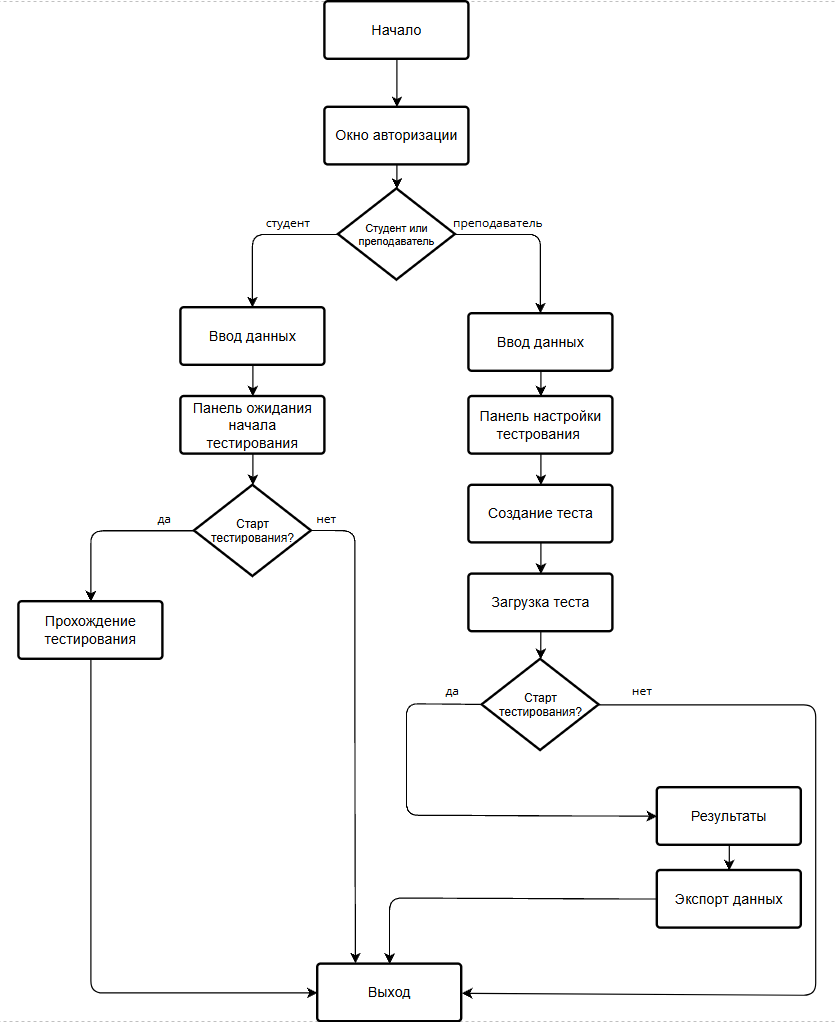 Начало
Окно авторизации
студент
Студент или
преподаватель
преподаватель
Ввод данных
Ввод данных
Панель ожидания
начала
тестирования
Панель настройки
тестрования
Создание теста
да
Старт
тестирования?
нет
Прохождение
тестирования
Загрузка теста
да
Старт
тестирования?
нет
Результаты
Экспорт данных
Выход